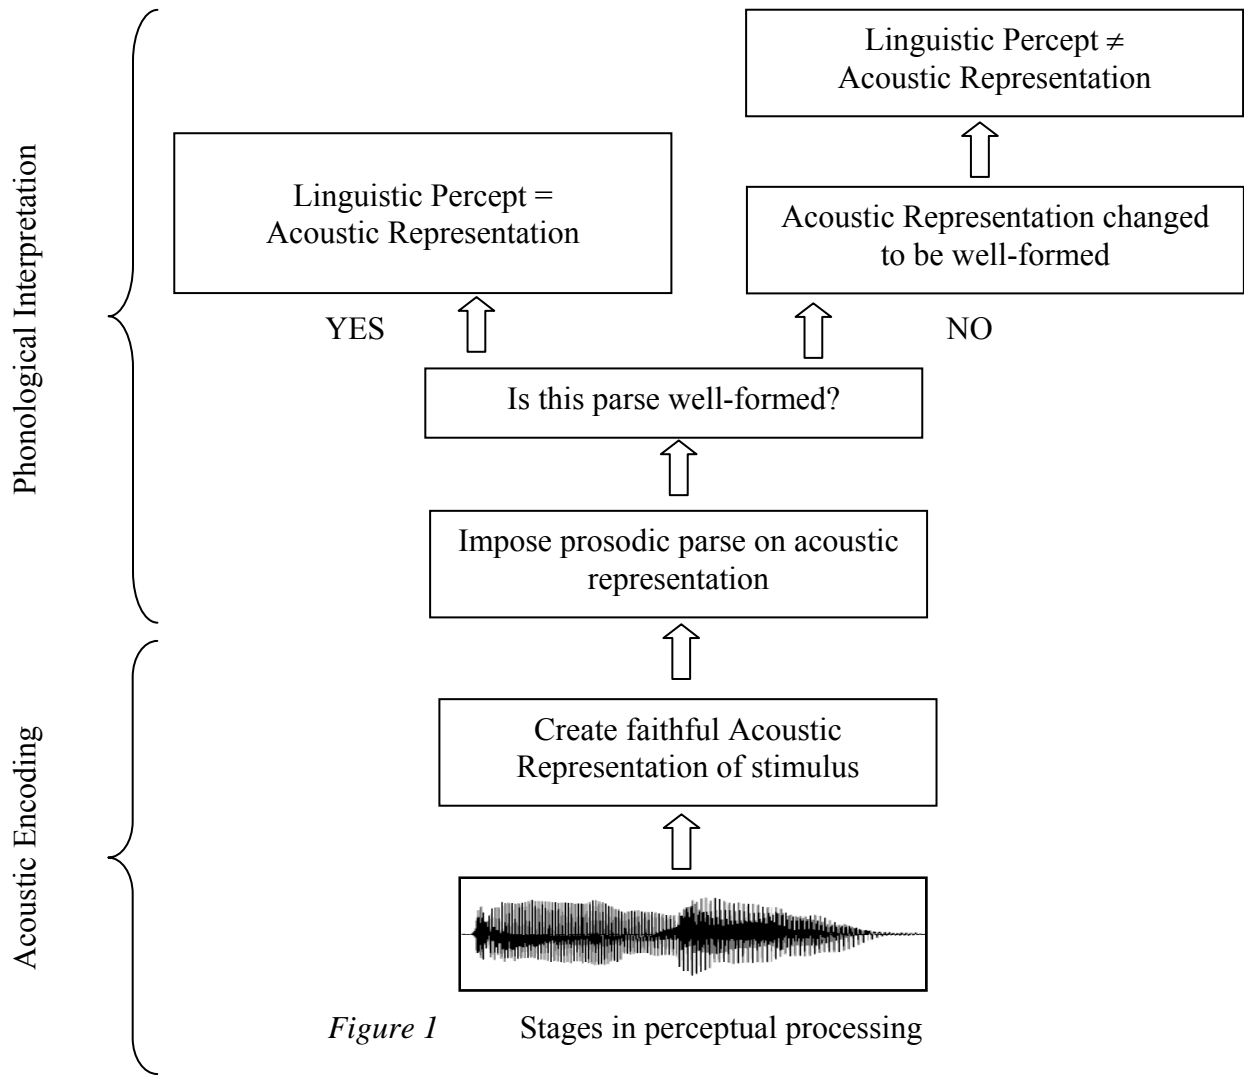 Linguistic Percept ≠
Acoustic Representation
Linguistic Percept =
Acoustic Representation
Acoustic Representation changed
to be well-formed
YES
NO
Is this parse well-formed?
Impose prosodic parse on acoustic
representation
Phonological Interpretation
Create faithful Acoustic
Representation of stimulus
Acoustic Encoding
Figure 1 Stages in perceptual processing